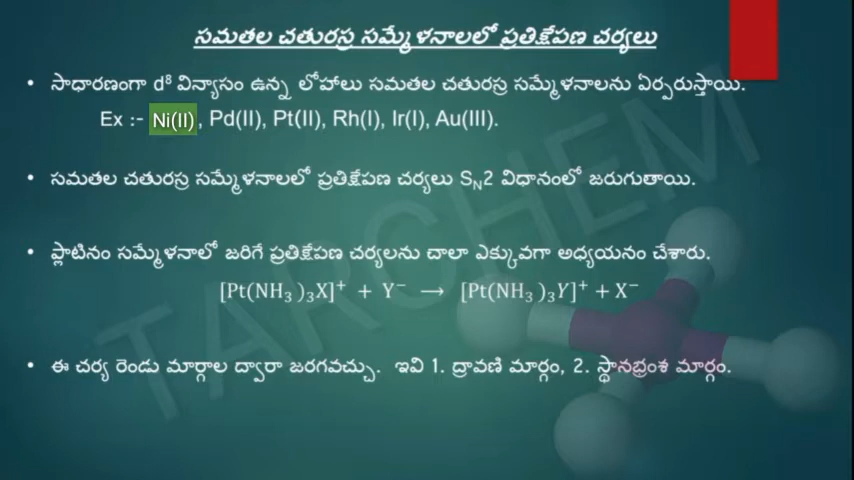 సమతల చతురస్ర సమ్మేళనాలలో ప్రతిక్షేపణ చర్యలు
• సాధారణంగా d⁸ విన్యాసం ఉన్న లోహాలు సమతల చతురస్ర సమ్మేళనాలను ఏర్పరుస్తాయి.
Ex :- Ni(II), Pd(II), Pt(II), Rh(I), Ir(I), Au(III).
• సమతల చతురస్ర సమ్మేళనాలలో ప్రతిక్షేపణ చర్యలు S_N2 విధానంలో జరుగుతాయి.
• ప్లాటినం సమ్మేళనాలో జరిగే ప్రతిక్షేపణ చర్యలను చాలా ఎక్కువగా అధ్యయనం చేశారు.
[Pt(NH₃)₃X]⁺ + Y⁻ ⟶ [Pt(NH₃)₃Y]⁺ + X⁻
• ఈ చర్య రెండు మార్గాల ద్వారా జరగవచ్చు. ఇవి 1. ద్రావణి మార్గం, 2. స్థానభ్రంశ మార్గం.
TARCHEM